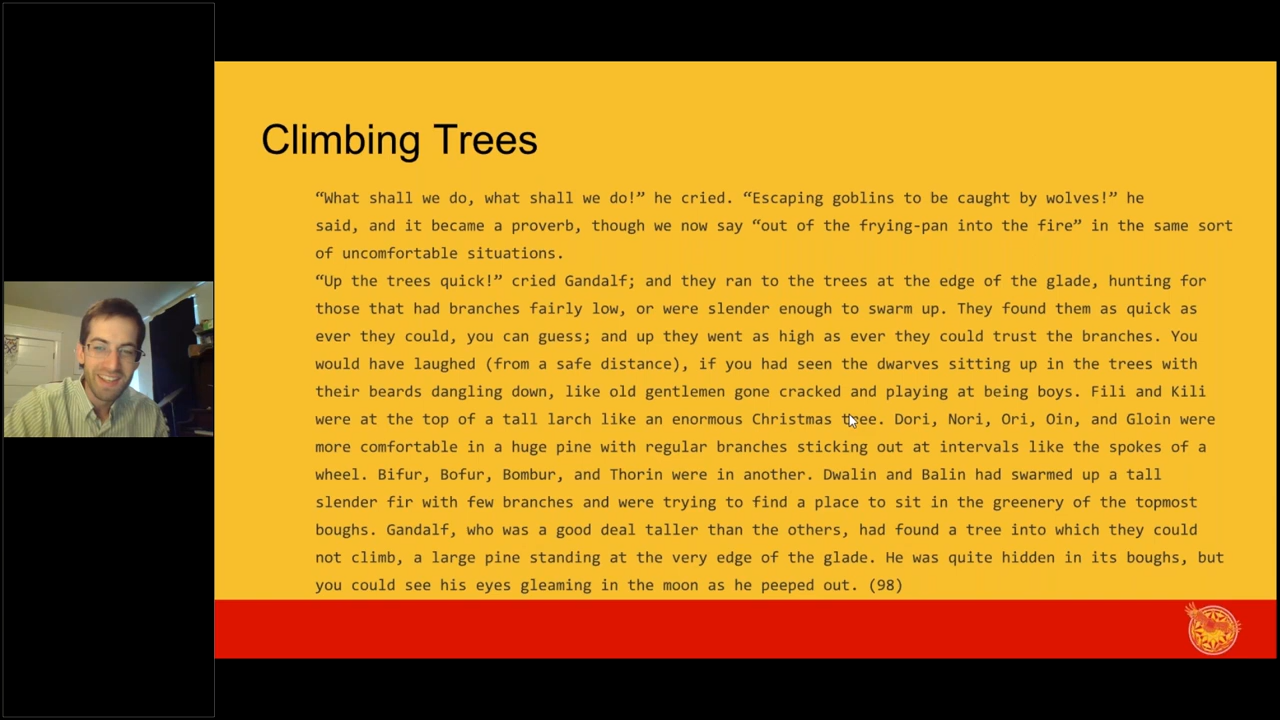 Climbing Trees
“What shall we do, what shall we do!” he cried. “Escaping goblins to be caught by wolves!” he
said, and it became a proverb, though we now say “out of the frying-pan into the fire” in the same sort
of uncomfortable situations.
“Up the trees quick!” cried Gandalf; and they ran to the trees at the edge of the glade, hunting for
those that had branches fairly low, or were slender enough to swarm up. They found them as quick as
ever they could, you can guess; and up they went as high as ever they could trust the branches. You
would have laughed (from a safe distance), if you had seen the dwarves sitting up in the trees with
their beards dangling down, like old gentlemen gone cracked and playing at being boys. Fili and Kili
were at the top of a tall larch like an enormous Christmas tree. Dori, Nori, Ori, Oin, and Gloin were
more comfortable in a huge pine with regular branches sticking out at intervals like the spokes of a
wheel. Bifur, Bofur, Bombur, and Thorin were in another. Dwalin and Balin had swarmed up a tall
slender fir with few branches and were trying to find a place to sit in the greenery of the topmost
boughs. Gandalf, who was a good deal taller than the others, had found a tree into which they could
not climb, a large pine standing at the very edge of the glade. He was quite hidden in its boughs, but
you could see his eyes gleaming in the moon as he peeped out. (98)